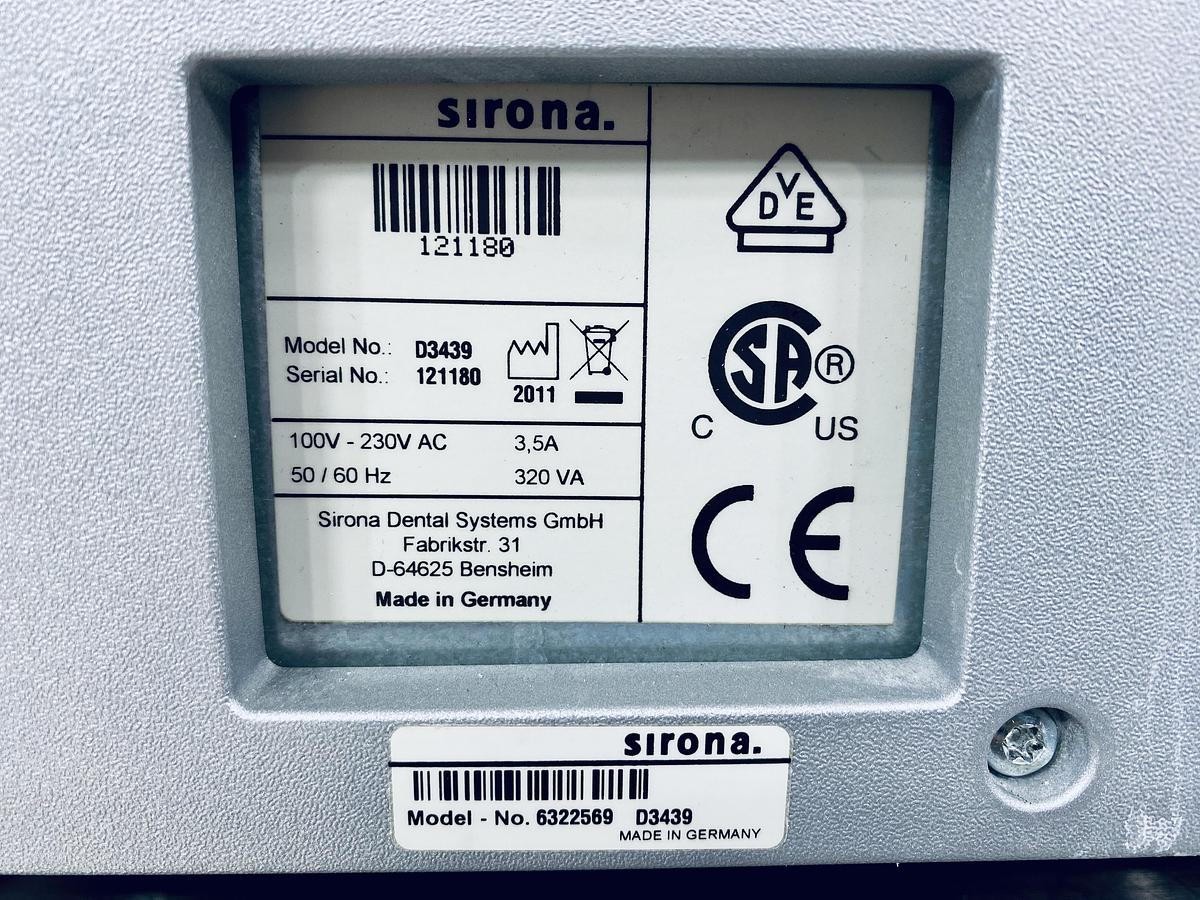 sirona.
121180
Model No.: D3439
Serial No.: 121180
2011
100V - 230V AC 3,5A
50 / 60 Hz 320 VA
Sirona Dental Systems GmbH
Fabrikstr. 31
D-64625 Bensheim
Made in Germany
DVE
CSA®
C US
CE
sirona.
Model - No. 6322569 D3439
MADE IN GERMANY